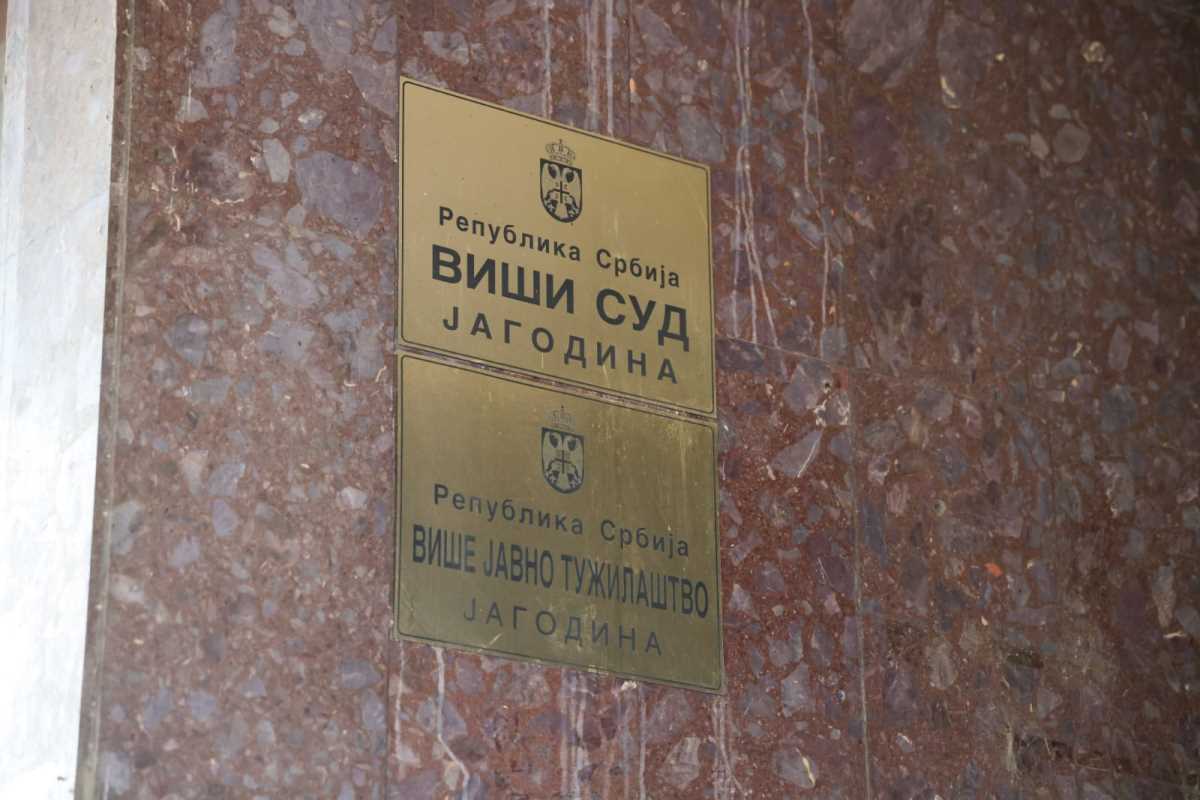 Република Србија
ВИШИ СУД
ЈАГОДИНА
Република Србија
ВИШЕ ЈАВНО ТУЖИЛАШТВО
ЈАГОДИНА